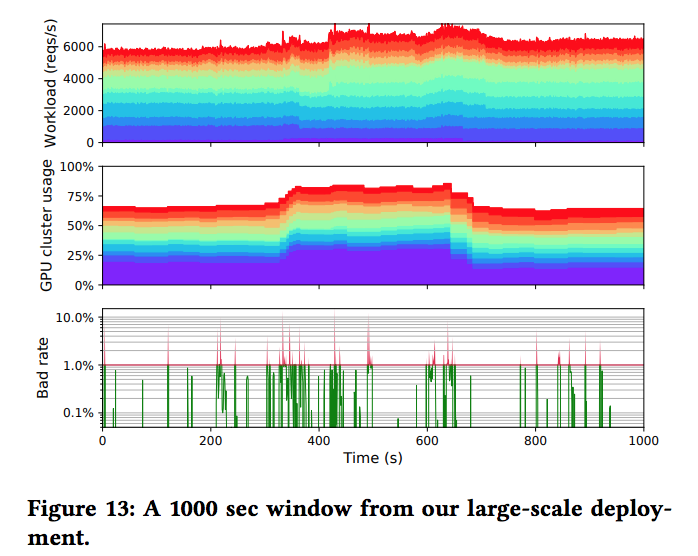 Workload (reqs/s)
6000
4000
2000
0
GPU cluster usage
100%
75%
50%
25%
0%
Bad rate
10.0%
1.0%
0.1%
0 200 400 600 800 1000
Time (s)
Figure 13: A 1000 sec window from our large-scale deploy-
ment.